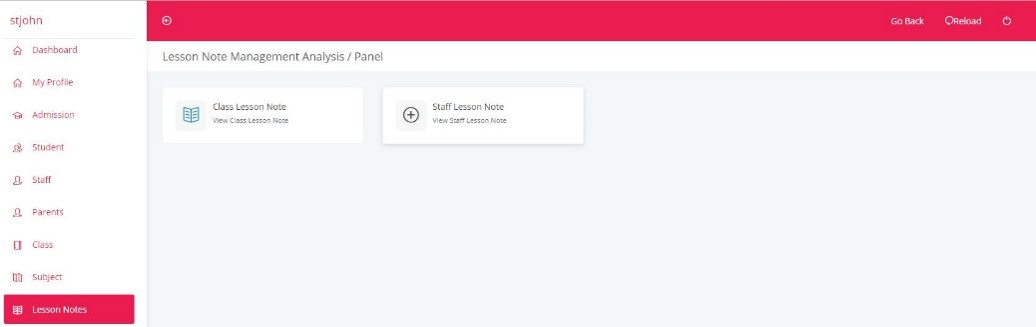 stjohn
Go Back Reload
Dashboard
Lesson Note Management Analysis / Panel
My Profile
Admission
Student
Staff
Parents
Class
Subject
Lesson Notes
Class Lesson Note
View Class Lesson Note
Staff Lesson Note
View Staff Lesson Note